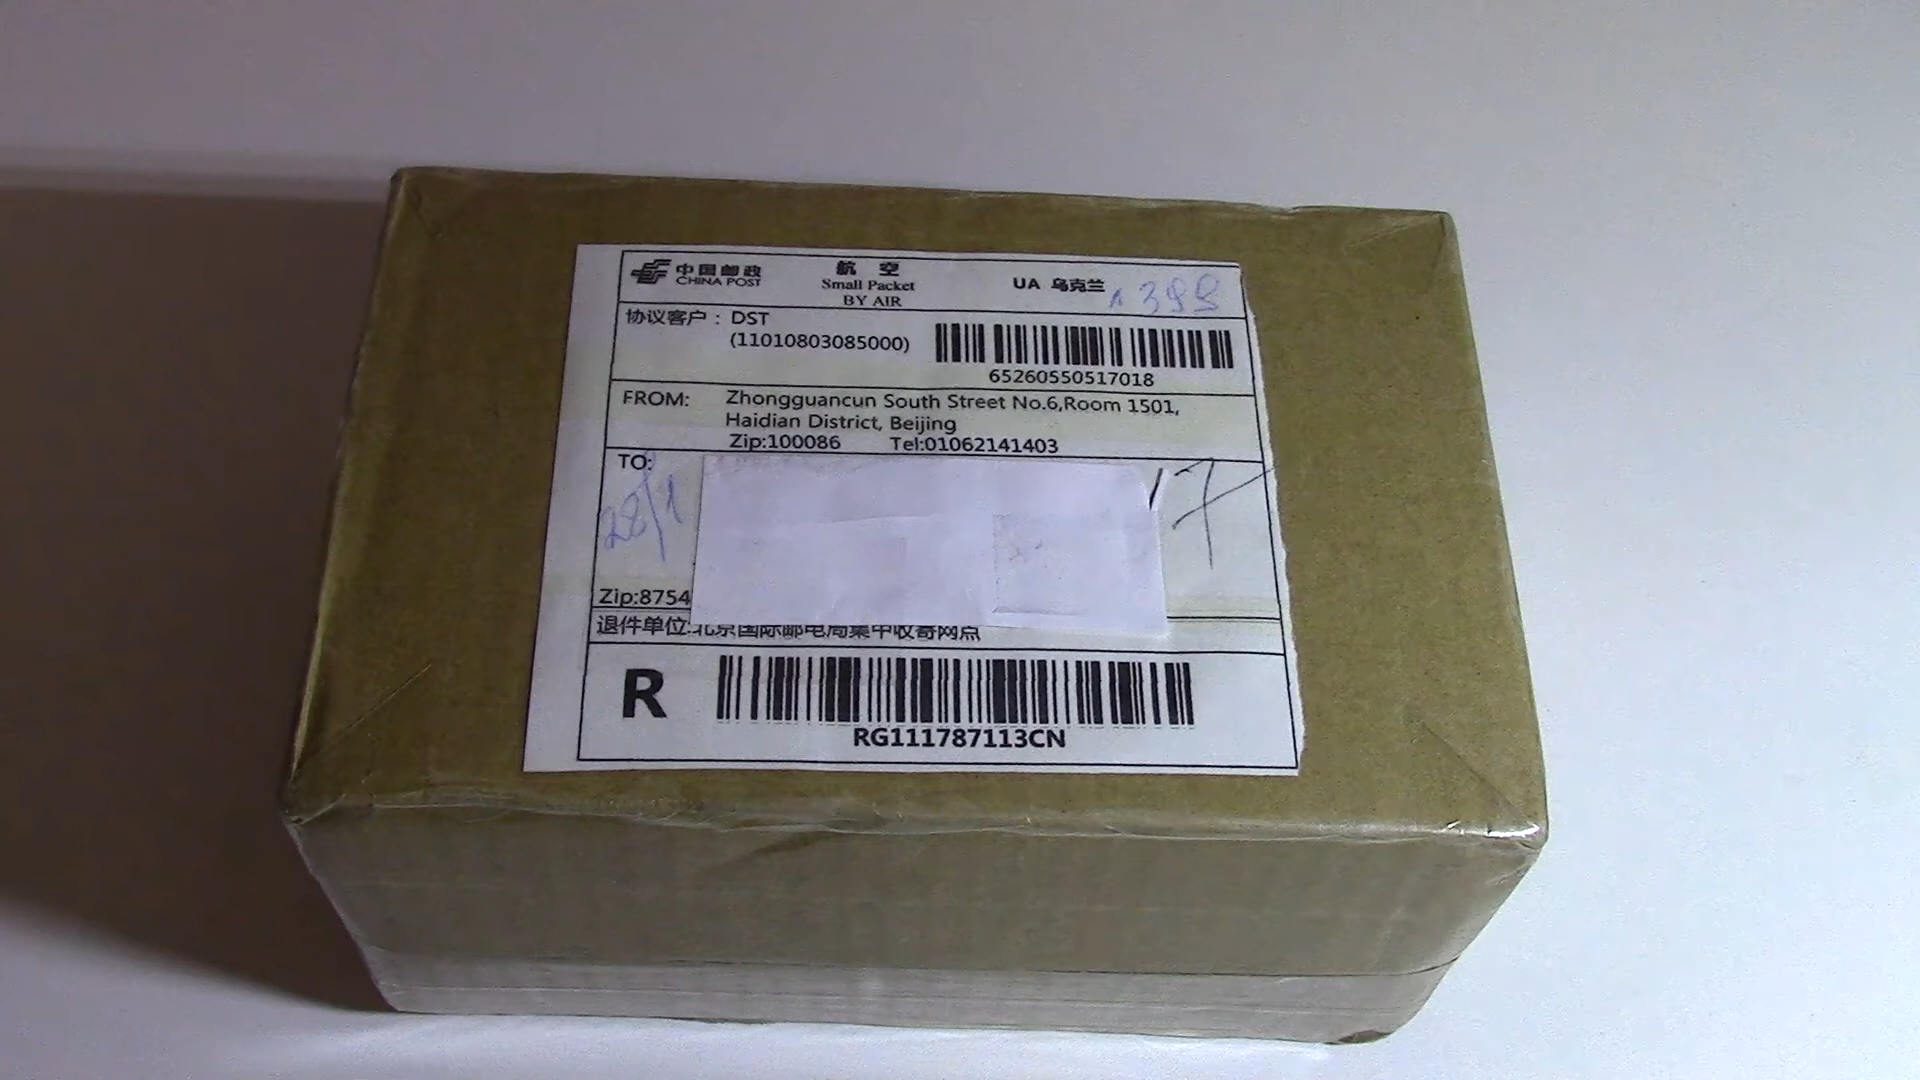 中国邮政
CHINA POST
航 空
Small Packet
BY AIR
UA 乌克兰
协议客户: DST
(11010803085000)
65260550517018
FROM: Zhongguancun South Street No.6,Room 1501,
Haidian District, Beijing
Zip:100086 Tel:01062141403
TO:
28/1
17
Zip:8754
退件单位:北京国际邮电局集中收寄网点
R
RG111787113CN